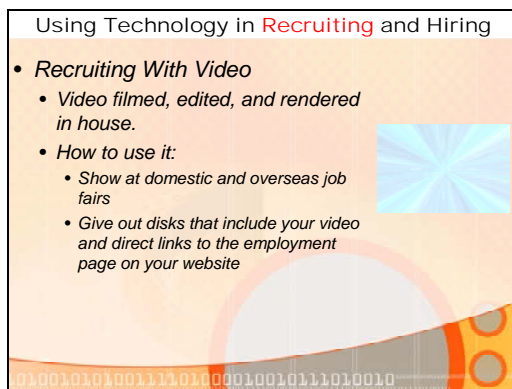 Using Technology in Recruiting and Hiring
• Recruiting With Video
• Video filmed, edited, and rendered
in house.
• How to use it:
• Show at domestic and overseas job
fairs
• Give out disks that include your video
and direct links to the employment
page on your website
01001010100111101000010010111010010